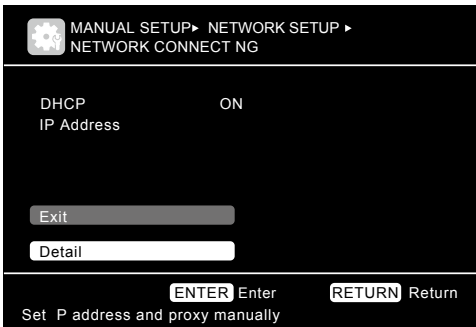 MANUAL SETUP▸ NETWORK SETUP ▸
NETWORK CONNECT NG
DHCP ON
IP Address
Exit
Detail
ENTER Enter RETURN Return
Set P address and proxy manually